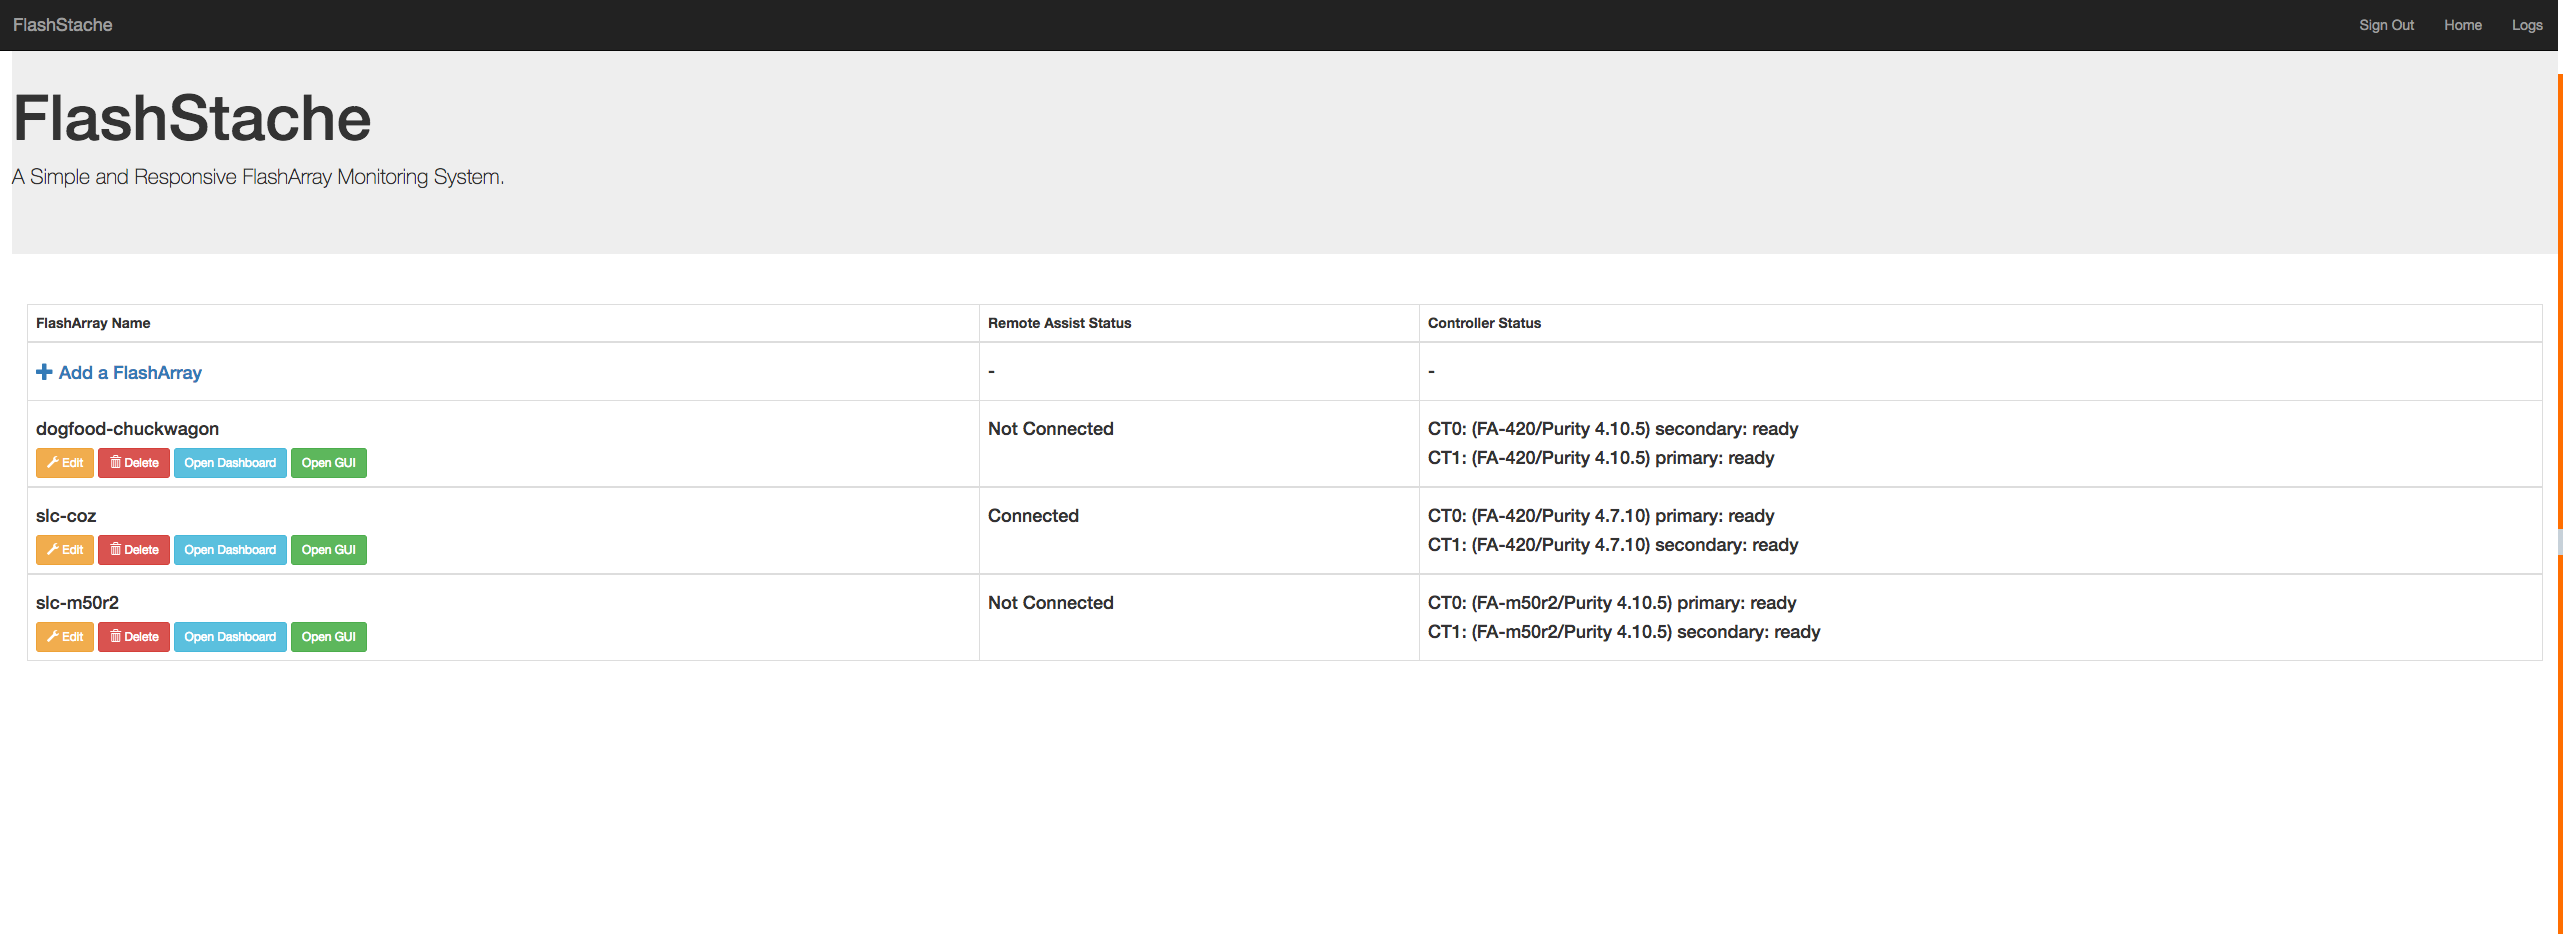 FlashStache
Sign Out Home Logs
FlashStache
A Simple and Responsive FlashArray Monitoring System.
FlashArray Name Remote Assist Status Controller Status
Add a FlashArray - -
dogfood-chuckwagon Not Connected CT0: (FA-420/Purity 4.10.5) secondary: ready
CT1: (FA-420/Purity 4.10.5) primary: ready
Edit Delete Open Dashboard Open GUI
slc-coz Connected CT0: (FA-420/Purity 4.7.10) primary: ready
CT1: (FA-420/Purity 4.7.10) secondary: ready
Edit Delete Open Dashboard Open GUI
slc-m50r2 Not Connected CT0: (FA-m50r2/Purity 4.10.5) primary: ready
CT1: (FA-m50r2/Purity 4.10.5) secondary: ready
Edit Delete Open Dashboard Open GUI